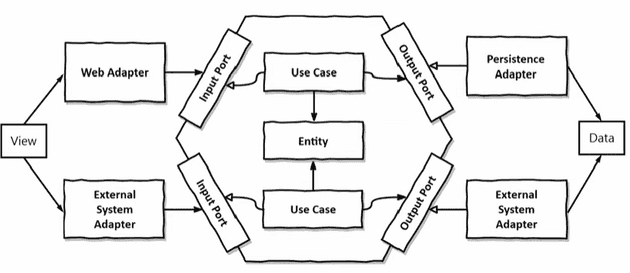 View
Web Adapter
Input Port
Use Case
Output Port
Persistence
Adapter
Entity
Data
External
System
Adapter
Input Port
Use Case
Output Port
External
System
Adapter